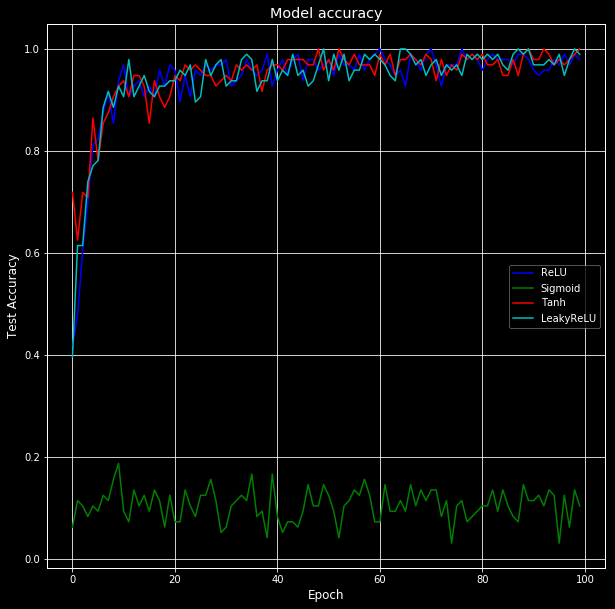 Model accuracy
Test Accuracy
1.0
0.8
0.6
0.4
0.2
0.0
ReLU
Sigmoid
Tanh
LeakyReLU
0 20 40 60 80 100
Epoch